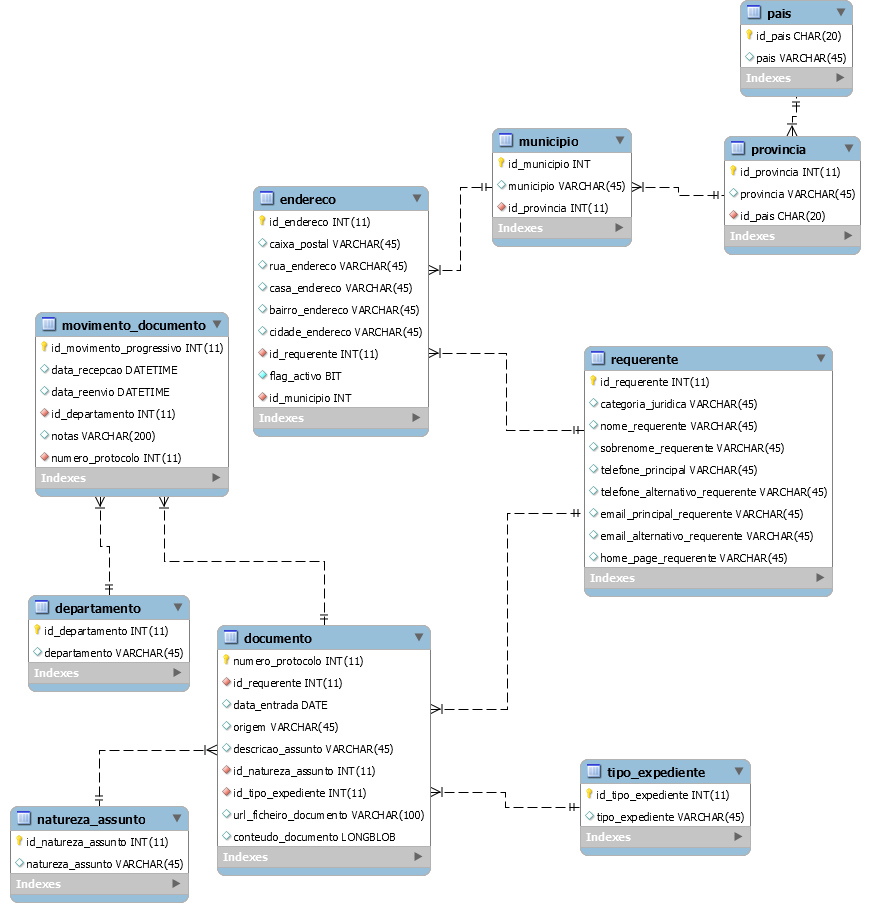 pais
id_pais CHAR(20)
pais VARCHAR(45)
Indexes
municipio
id_municipio INT
municipio VARCHAR(45)
id_provincia INT(11)
Indexes
provincia
id_provincia INT(11)
provincia VARCHAR(45)
id_pais CHAR(20)
Indexes
endereco
id_endereco INT(11)
caixa_postal VARCHAR(45)
rua_endereco VARCHAR(45)
casa_endereco VARCHAR(45)
bairro_endereco VARCHAR(45)
cidade_endereco VARCHAR(45)
id_requerente INT(11)
flag_activo BIT
id_municipio INT
Indexes
movimento_documento
id_movimento_progressivo INT(11)
data_recepcao DATETIME
data_reenvio DATETIME
id_departamento INT(11)
notas VARCHAR(200)
numero_protocolo INT(11)
Indexes
requerente
id_requerente INT(11)
categoria_juridica VARCHAR(45)
nome_requerente VARCHAR(45)
sobrenome_requerente VARCHAR(45)
telefone_principal VARCHAR(45)
telefone_alternativo_requerente VARCHAR(45)
email_principal_requerente VARCHAR(45)
email_alternativo_requerente VARCHAR(45)
home_page_requerente VARCHAR(45)
Indexes
departamento
id_departamento INT(11)
departamento VARCHAR(45)
Indexes
documento
numero_protocolo INT(11)
id_requerente INT(11)
data_entrada DATE
origem VARCHAR(45)
descricao_assunto VARCHAR(45)
id_natureza_assunto INT(11)
id_tipo_expediente INT(11)
url_ficheiro_documento VARCHAR(100)
conteudo_documento LONGBLOB
Indexes
tipo_expediente
id_tipo_expediente INT(11)
tipo_expediente VARCHAR(45)
Indexes
natureza_assunto
id_natureza_assunto INT(11)
natureza_assunto VARCHAR(45)
Indexes